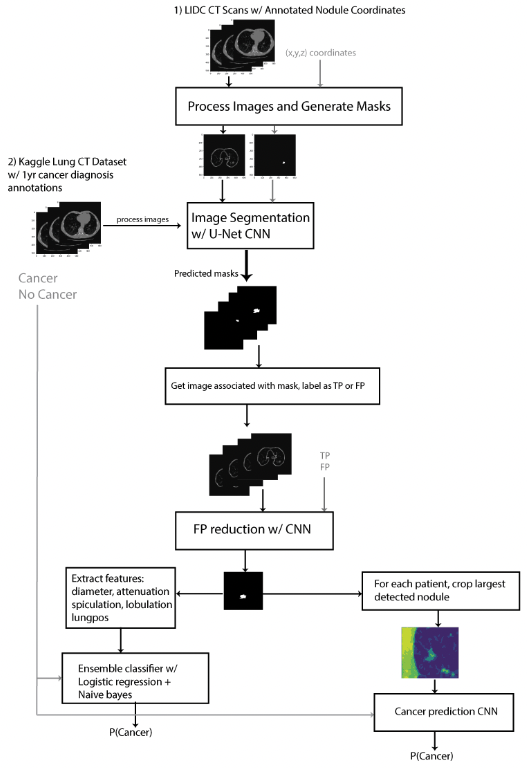 1) LIDC CT Scans w/ Annotated Nodule Coordinates
(x,y,z) coordinates
Process Images and Generate Masks
2) Kaggle Lung CT Dataset
w/ 1yr cancer diagnosis
annotations
process images
Image Segmentation
w/ U-Net CNN
Cancer
No Cancer
Predicted masks
Get image associated with mask, label as TP or FP
TP
FP
FP reduction w/ CNN
Extract features:
diameter, attenuation
spiculation, lobulation
lungpos
For each patient, crop largest
detected nodule
Ensemble classifier w/
Logistic regression +
Naive bayes
Cancer prediction CNN
P(Cancer)
P(Cancer)